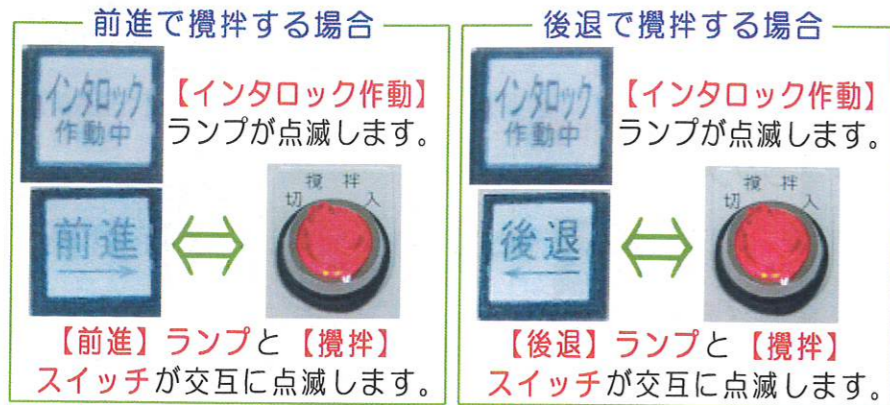 前進で攪拌する場合
インタロック
作動中
【インタロック作動】
ランプが点滅します。
前進
攪 拌
切 入
【前進】ランプと【攪拌】
スイッチが交互に点滅します。
後退で攪拌する場合
インタロック
作動中
【インタロック作動】
ランプが点滅します。
後退
攪 拌
切 入
【後退】ランプと【攪拌】
スイッチが交互に点滅します。